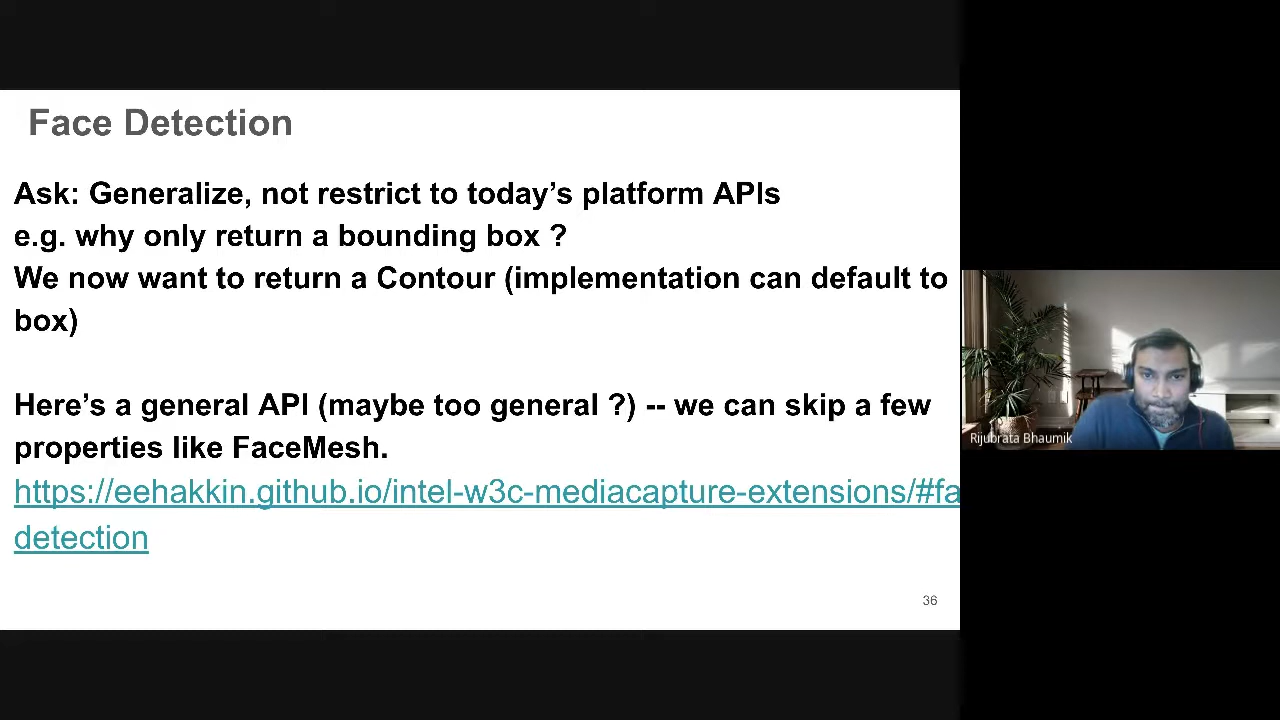 Face Detection
Ask: Generalize, not restrict to today’s platform APIs
e.g. why only return a bounding box ?
We now want to return a Contour (implementation can default to
box)
Here’s a general API (maybe too general ?) -- we can skip a few
properties like FaceMesh.
https://eehakkin.github.io/intel-w3c-mediacapture-extensions/#fa
detection
36
Rijubrata Bhaumik